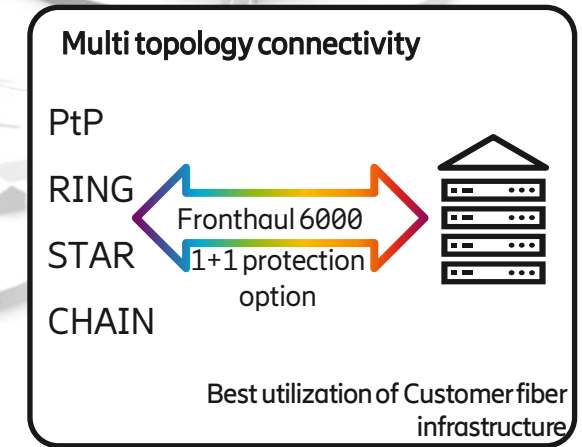 Multi topology connectivity
PtP
RING
STAR
CHAIN
Fronthaul 6000
1+1 protection
option
Best utilization of Customer fiber
infrastructure